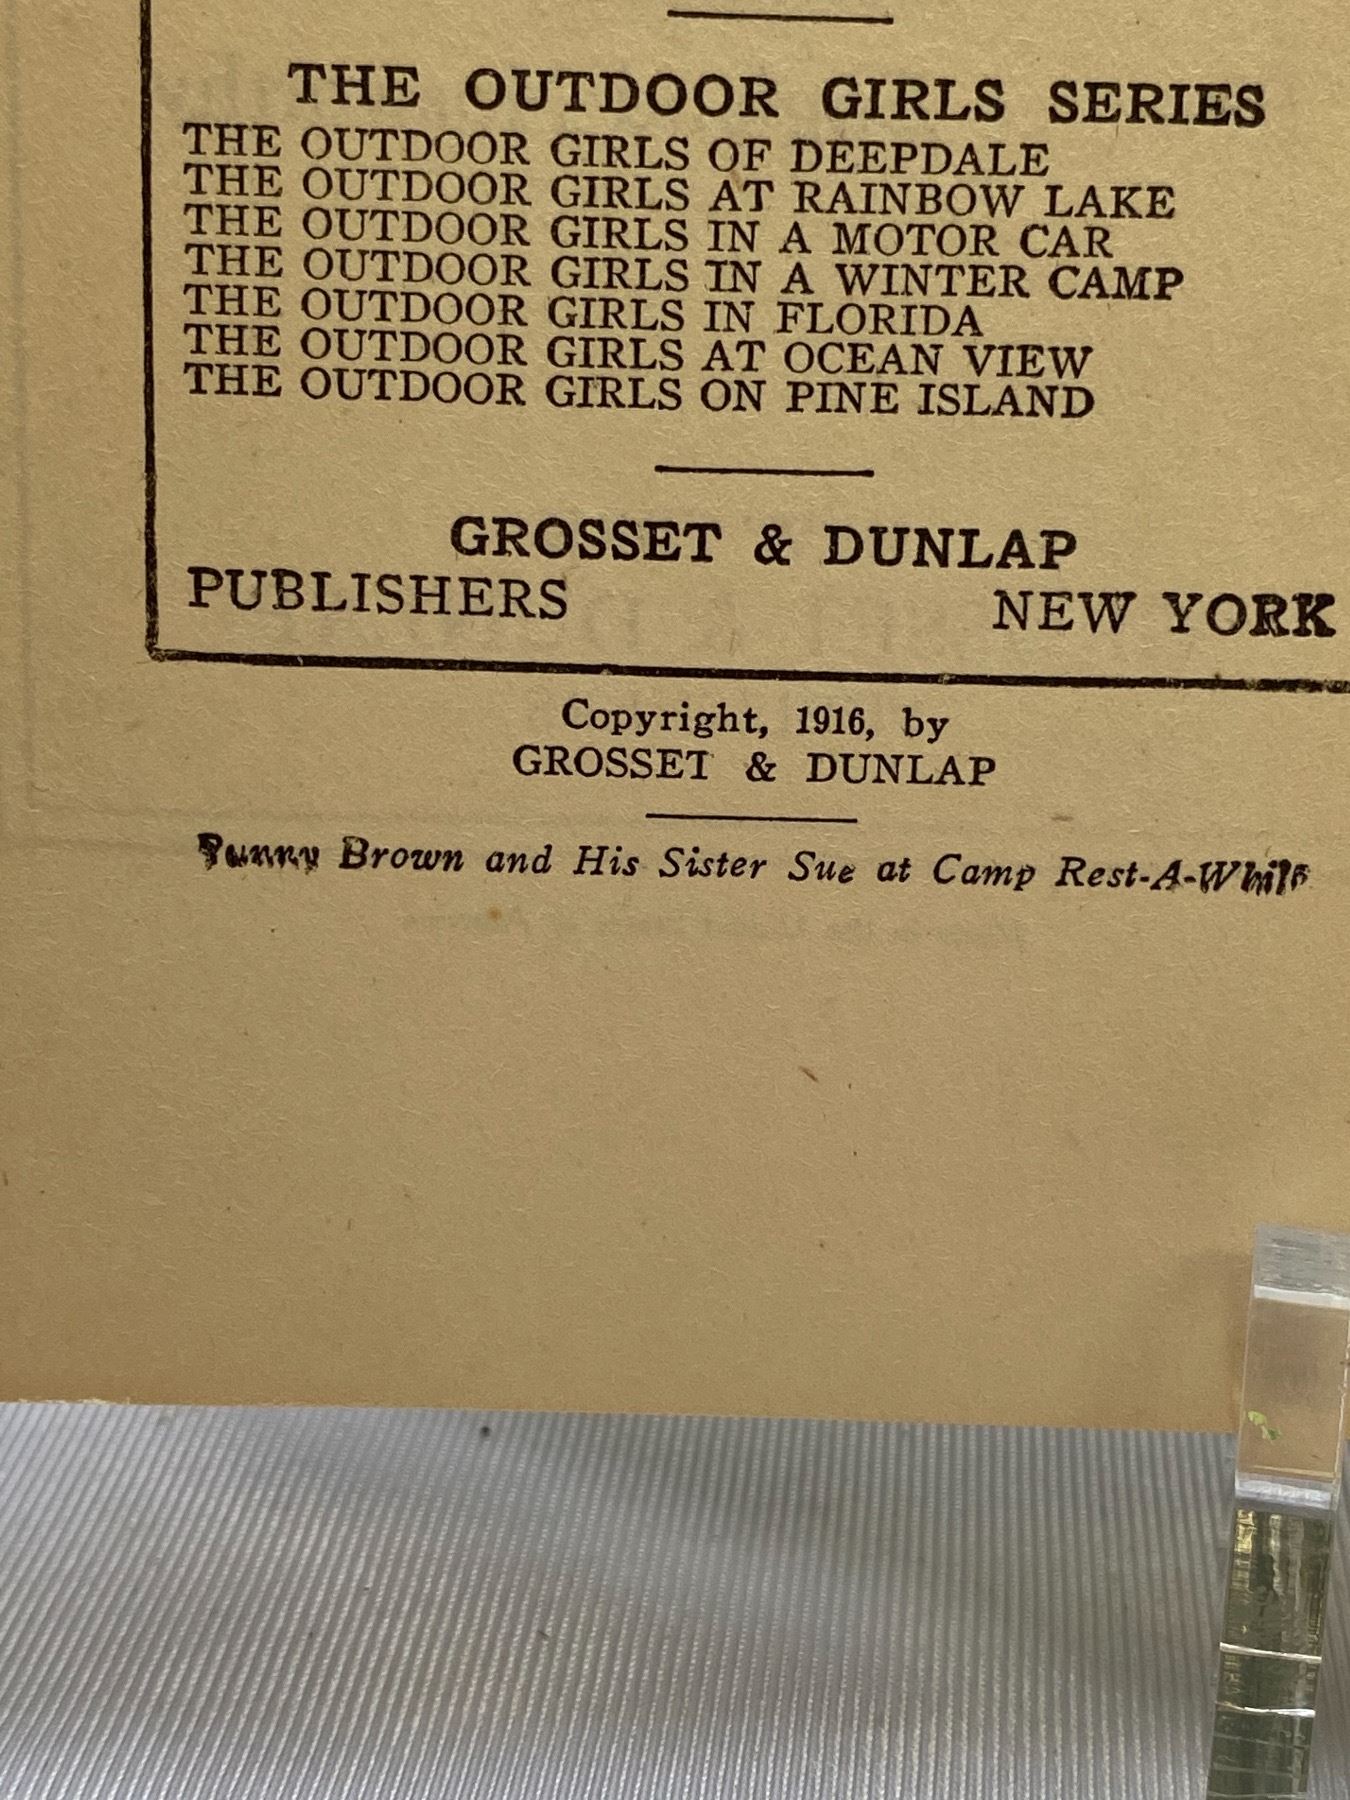 THE OUTDOOR GIRLS SERIES
THE OUTDOOR GIRLS OF DEEPDALE
THE OUTDOOR GIRLS AT RAINBOW LAKE
THE OUTDOOR GIRLS IN A MOTOR CAR
THE OUTDOOR GIRLS IN A WINTER CAMP
THE OUTDOOR GIRLS IN FLORIDA
THE OUTDOOR GIRLS AT OCEAN VIEW
THE OUTDOOR GIRLS ON PINE ISLAND
GROSSET & DUNLAP
PUBLISHERS NEW YORK
Copyright, 1916, by
GROSSET & DUNLAP
Bunny Brown and His Sister Sue at Camp Rest-A-While